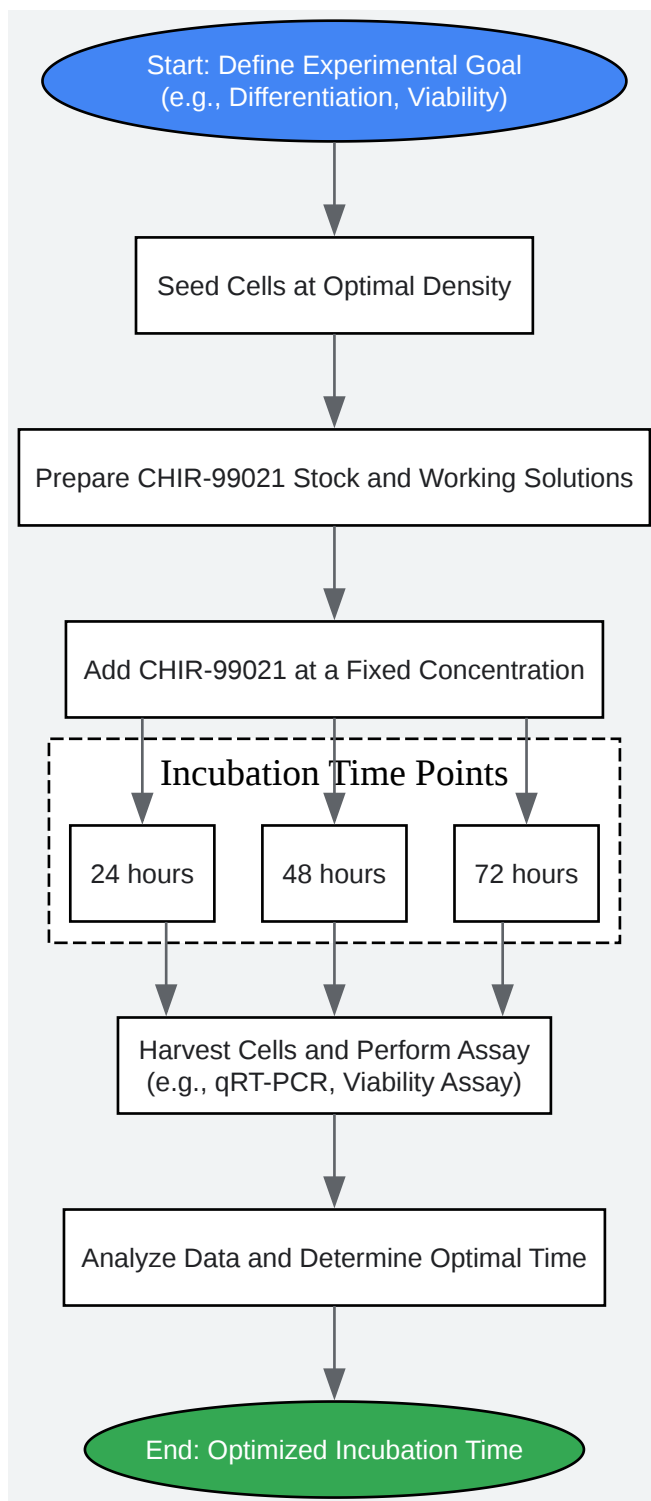 Start: Define Experimental Goal
(e.g., Differentiation, Viability)
Seed Cells at Optimal Density
Prepare CHIR-99021 Stock and Working Solutions
Add CHIR-99021 at a Fixed Concentration
Incubation Time Points
24 hours
48 hours
72 hours
Harvest Cells and Perform Assay
(e.g., qRT-PCR, Viability Assay)
Analyze Data and Determine Optimal Time
End: Optimized Incubation Time